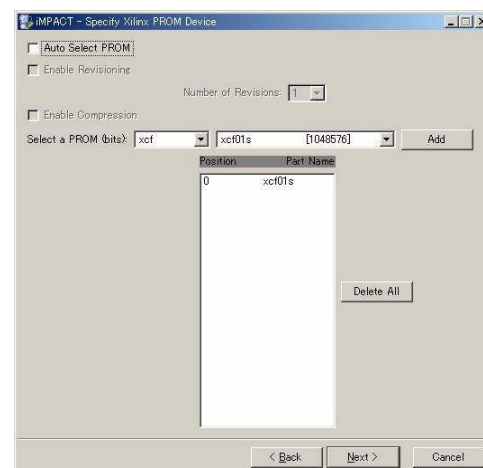 iMPACT - Specify Xilinx PROM Device
Auto Select PROM
Enable Revisioning
Number of Revisions: 1
Enable Compression
Select a PROM (bits): xcf xcf01s [1048576] Add
Position Part Name
0 xcf01s
Delete All
< Back Next > Cancel